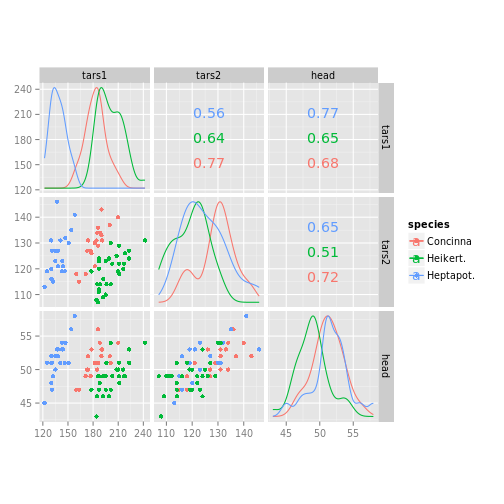 tars1 tars2 head
240
210
180
150
120
0.56 0.77
0.64 0.65
0.77 0.68
tars1
140
130
120
110
0.65
0.51
0.72
tars2
55
50
45
head
120 150 180 210 240 110 120 130 140 45 50 55
species
Concinna
Heikert.
Heptapot.